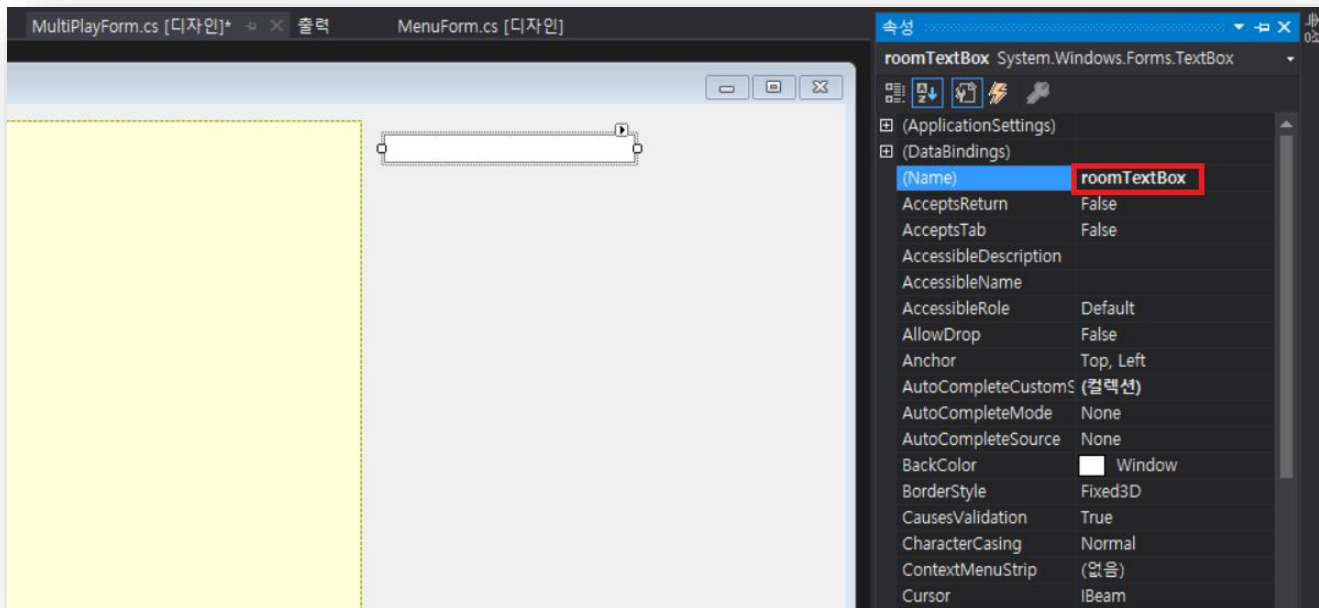 MultiPlayForm.cs [디자인]* 출력 MenuForm.cs [디자인]
속성
roomTextBox System.Windows.Forms.TextBox
(ApplicationSettings)
(DataBindings)
(Name) roomTextBox
AcceptsReturn False
AcceptsTab False
AccessibleDescription
AccessibleName
AccessibleRole Default
AllowDrop False
Anchor Top, Left
AutoCompleteCustomS (컬렉션)
AutoCompleteMode None
AutoCompleteSource None
BackColor Window
BorderStyle Fixed3D
CausesValidation True
CharacterCasing Normal
ContextMenuStrip (없음)
Cursor IBeam